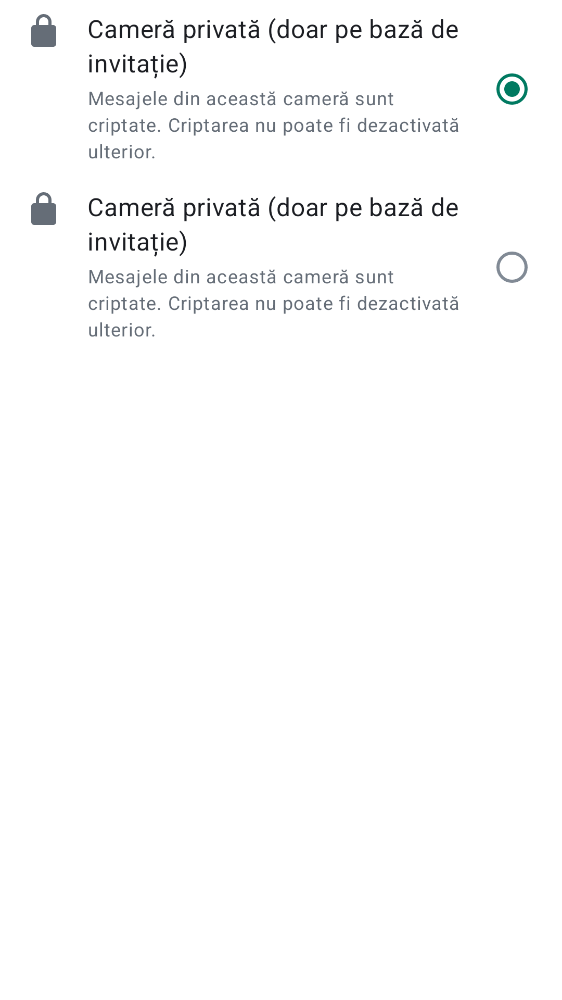 Cameră privată (doar pe bază de
invitație)
Mesajele din această cameră sunt
criptate. Criptarea nu poate fi dezactivată
ulterior.
Cameră privată (doar pe bază de
invitație)
Mesajele din această cameră sunt
criptate. Criptarea nu poate fi dezactivată
ulterior.